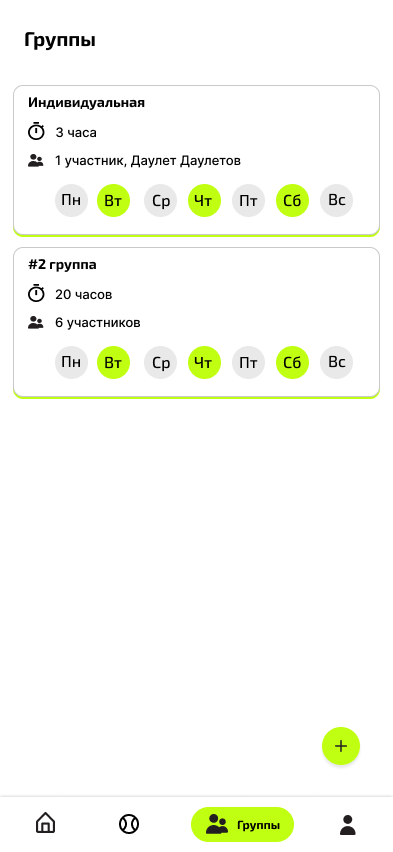 Группы
Индивидуальная
3 часа
1 участник, Даулет Даулетов
Пн Вт Ср Чт Пт Сб Вс
#2 группа
20 часов
6 участников
Пн Вт Ср Чт Пт Сб Вс
+
Группы